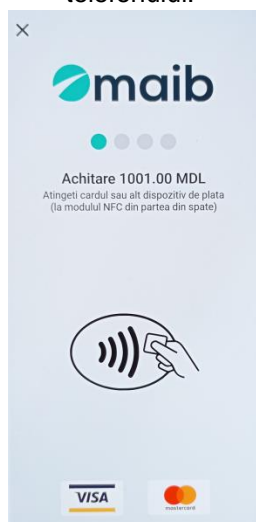 telefonului.
maib
Achitare 1001.00 MDL
Atingeti cardul sau alt dispozitiv de plata
(la modulul NFC din partea din spate)
VISA
mastercard